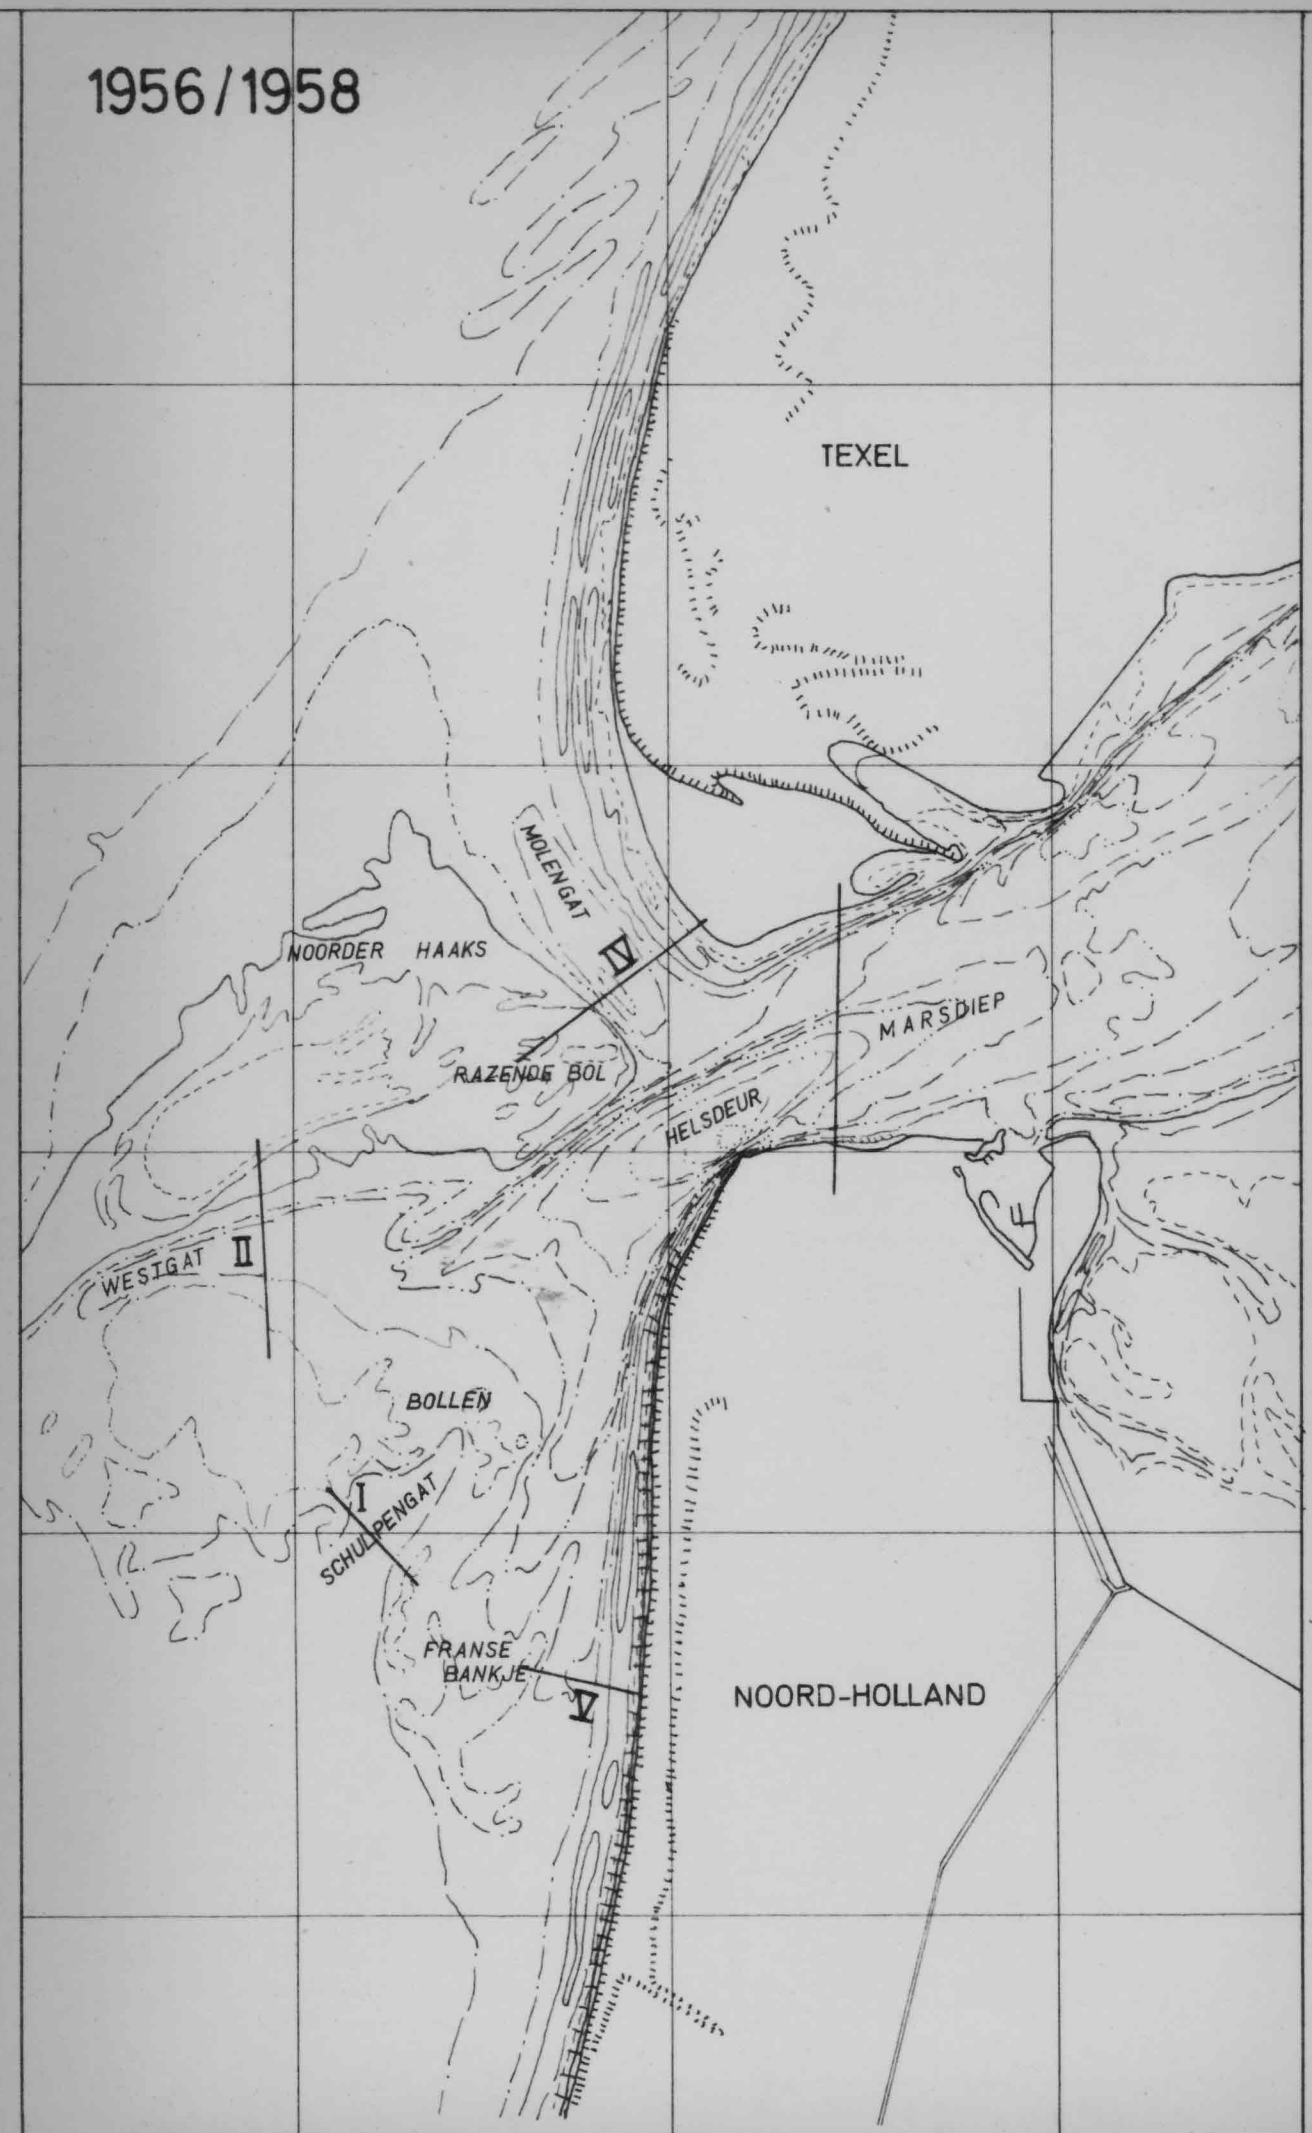 1956/1958
TEXEL
MOLENGAT
IV
NOORDER HAAKS
MARSDIEP
RAZENDE BOL
HELSDEUR
WESTGAT
II
BOLLEN
I
SCHULPENGAT
FRANSE
BANKJE
V
NOORD-HOLLAND